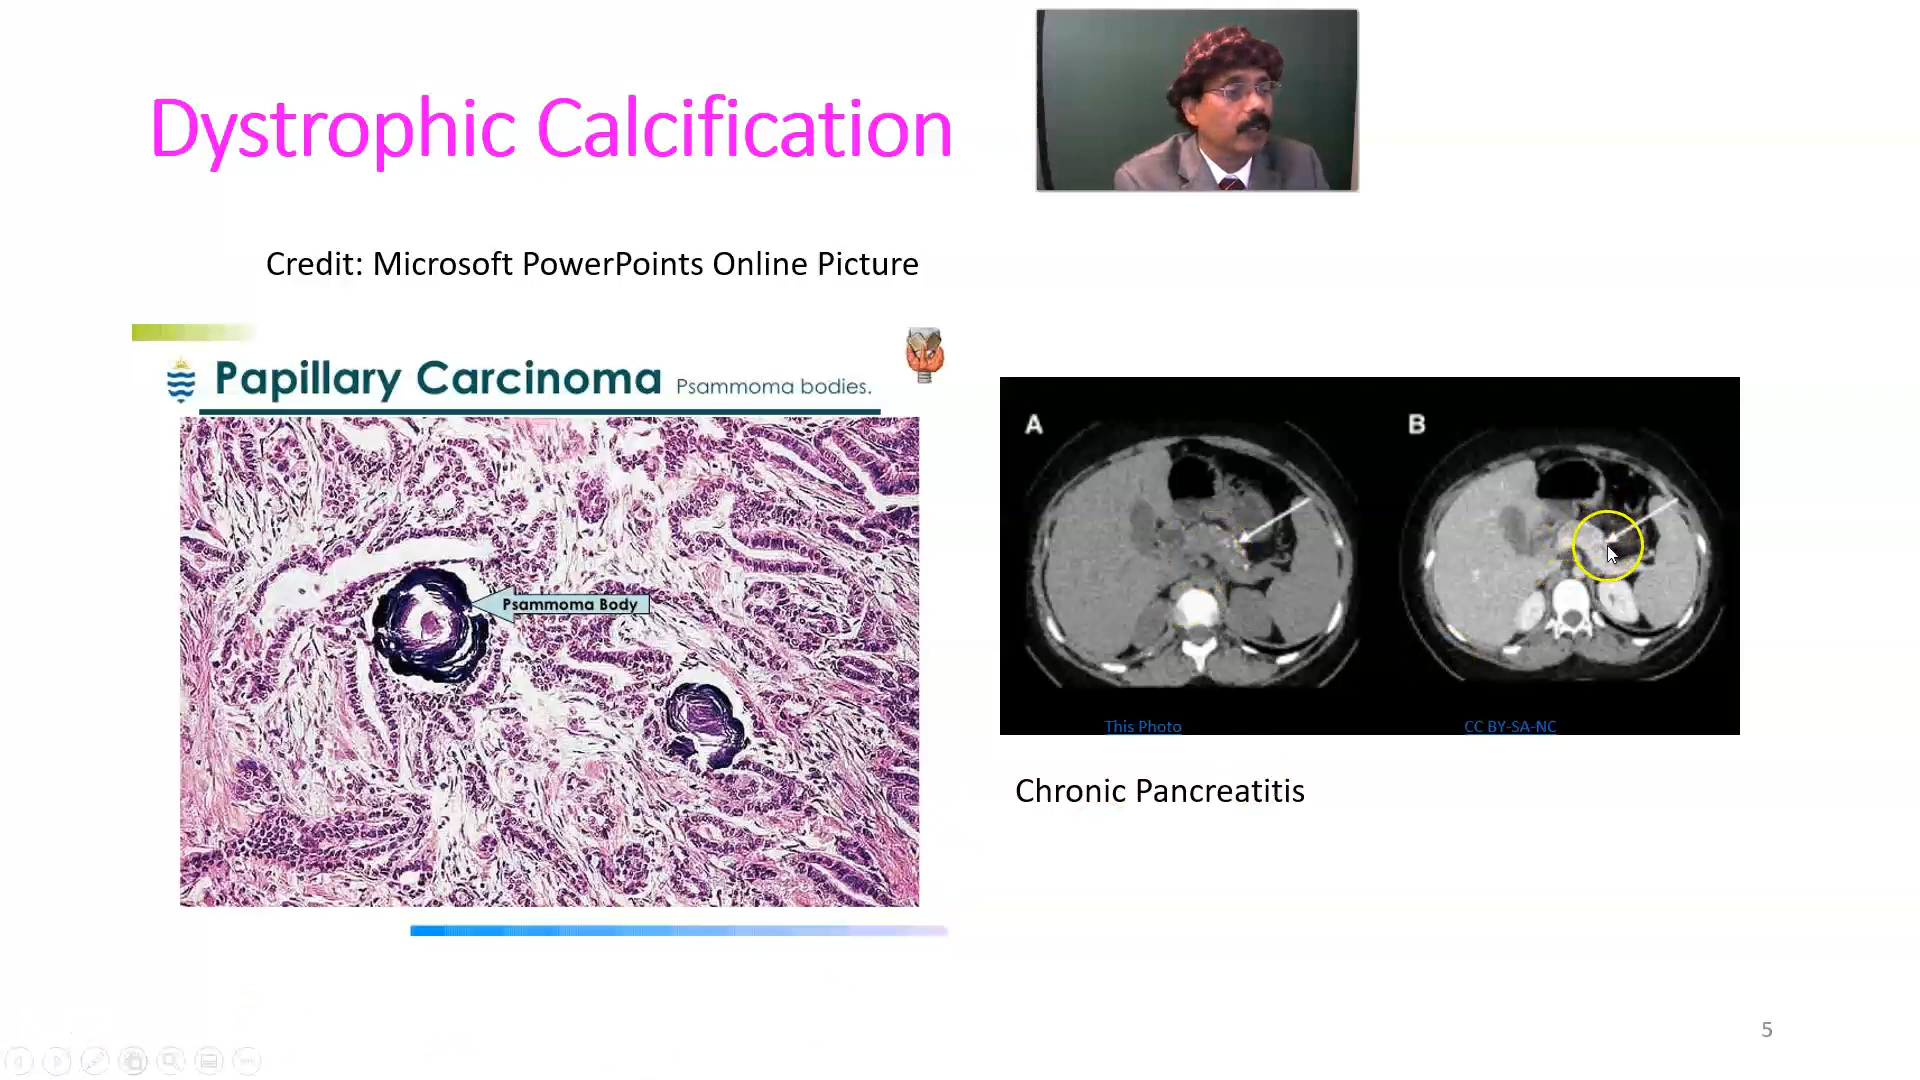 Dystrophic Calcification
Credit: Microsoft PowerPoints Online Picture
Papillary Carcinoma Psammoma bodies.
Psammoma Body
A
B
This Photo
CC BY-SA-NC
Chronic Pancreatitis
5